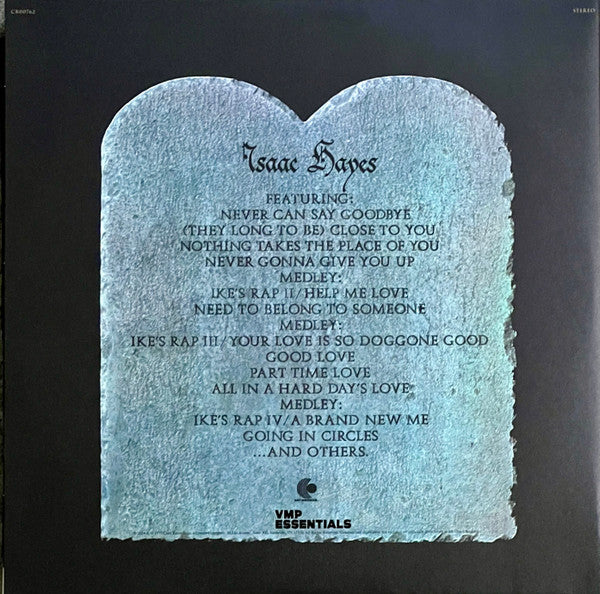 CR00762
STEREO
Isaac Hayes
FEATURING:
NEVER CAN SAY GOODBYE
(THEY LONG TO BE) CLOSE TO YOU
NOTHING TAKES THE PLACE OF YOU
NEVER GONNA GIVE YOU UP
MEDLEY:
IKE'S RAP II/HELP ME LOVE
NEED TO BELONG TO SOMEONE
MEDLEY:
IKE'S RAP III/YOUR LOVE IS SO DOGGONE GOOD
GOOD LOVE
PART TIME LOVE
ALL IN A HARD DAY'S LOVE
MEDLEY:
IKE'S RAP IV/A BRAND NEW ME
GOING IN CIRCLES
...AND OTHERS.
VMP
ESSENTIALS